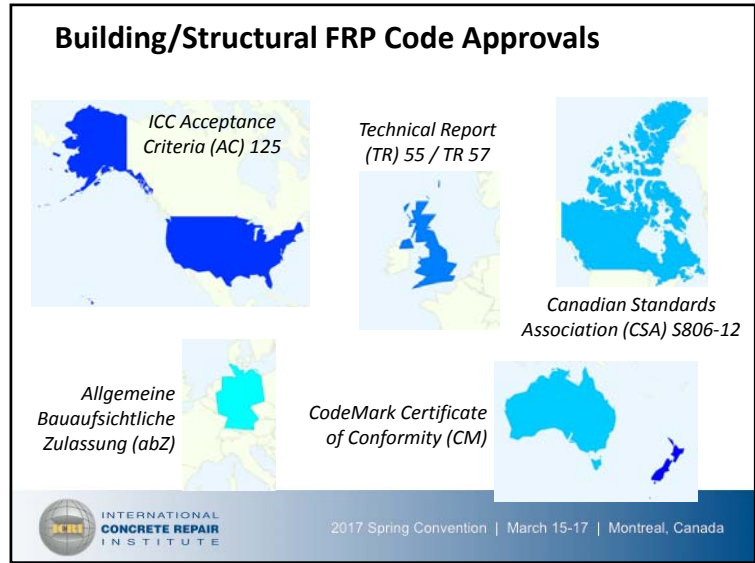 Building/Structural FRP Code Approvals
ICC Acceptance
Criteria (AC) 125
Technical Report
(TR) 55 / TR 57
Canadian Standards
Association (CSA) S806-12
Allgemeine
Bauaufsichtliche
Zulassung (abZ)
CodeMark Certificate
of Conformity (CM)
ICRI
INTERNATIONAL
CONCRETE REPAIR
INSTITUTE
2017 Spring Convention | March 15-17 | Montreal, Canada